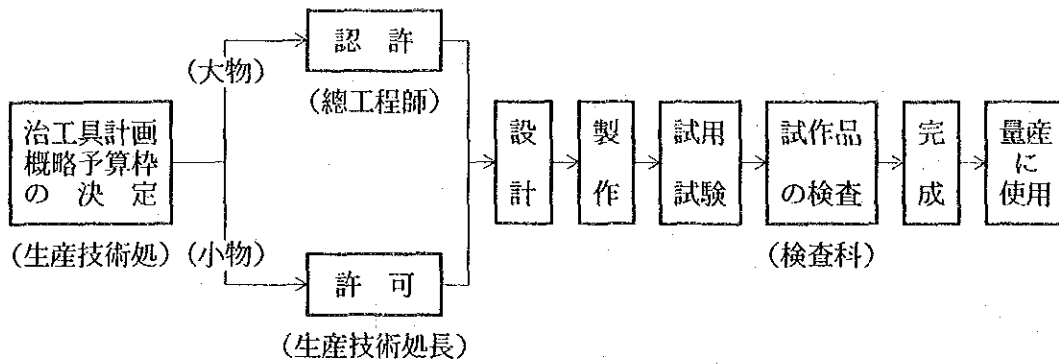 認許
(大物)
(總工程師)
治工具計画
概略予算枠
の決定
(生産技術処)
(小物)
許可
(生産技術処長)
設計
製作
試用
試験
試作品
の検査
(検査科)
完成
量産
に
使用